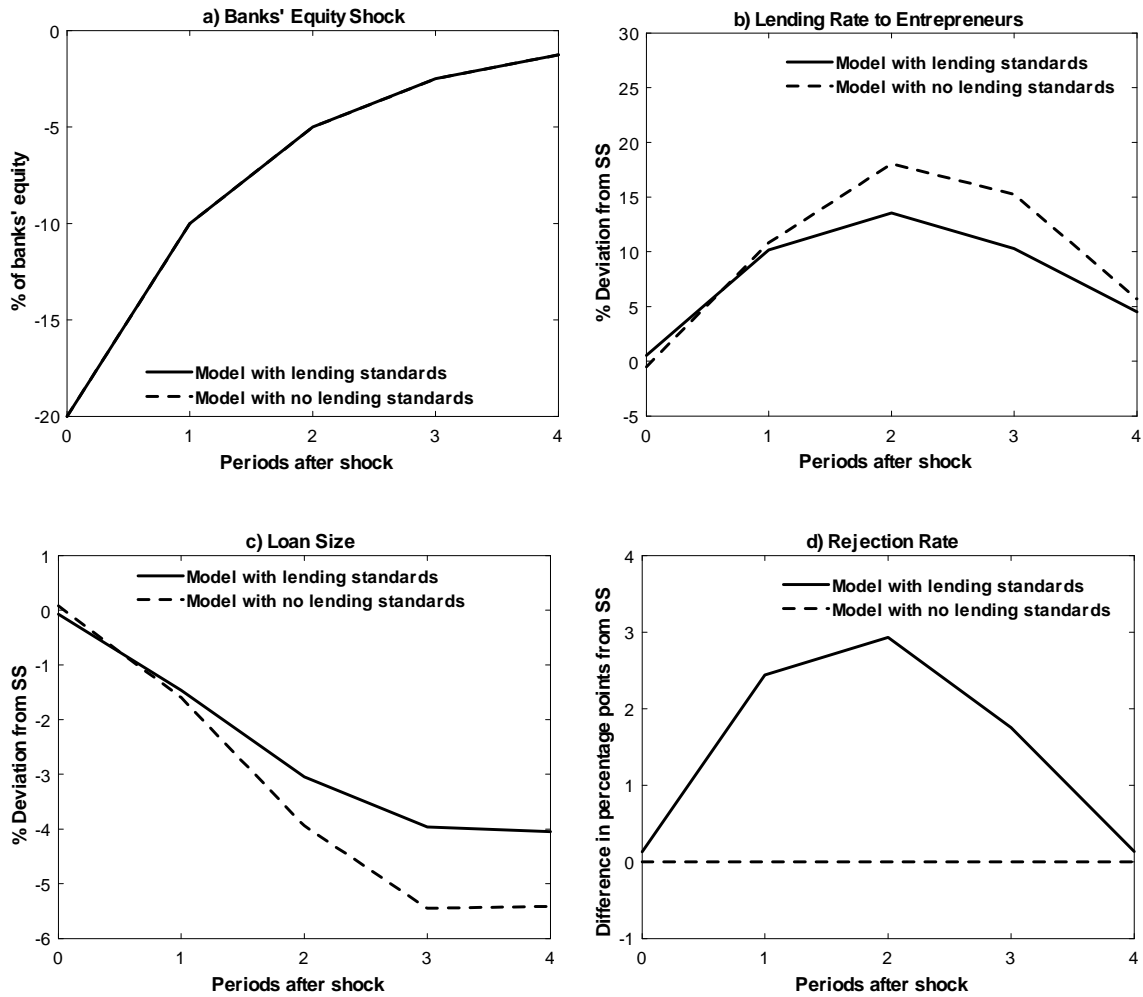 a) Banks' Equity Shock
0
-5
-10
-15
-20
% of banks' equity
Model with lending standards
Model with no lending standards
0 1 2 3 4
Periods after shock
b) Lending Rate to Entrepreneurs
30
25
20
15
10
5
0
-5
% Deviation from SS
Model with lending standards
Model with no lending standards
0 1 2 3 4
Periods after shock
c) Loan Size
1
0
-1
-2
-3
-4
-5
-6
% Deviation from SS
Model with lending standards
Model with no lending standards
0 1 2 3 4
Periods after shock
d) Rejection Rate
4
3
2
1
0
-1
Difference in percentage points from SS
Model with lending standards
Model with no lending standards
0 1 2 3 4
Periods after shock